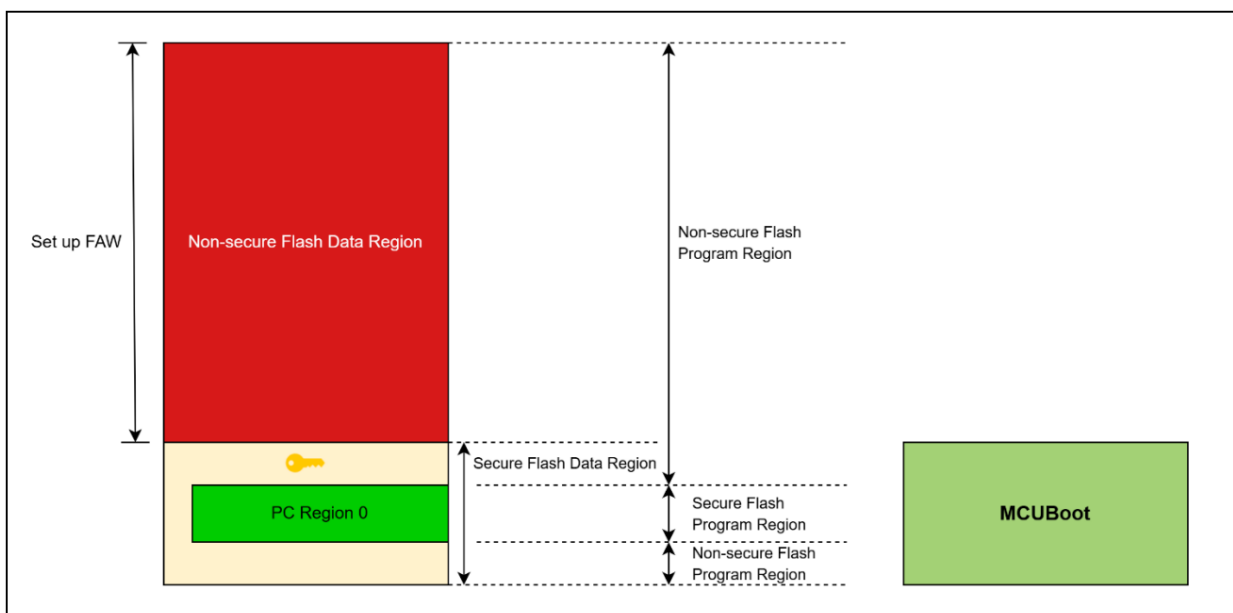 Set up FAW
Non-secure Flash Data Region
Non-secure Flash
Program Region
Secure Flash Data Region
PC Region 0
Secure Flash
Program Region
MCUBoot
Non-secure Flash
Program Region